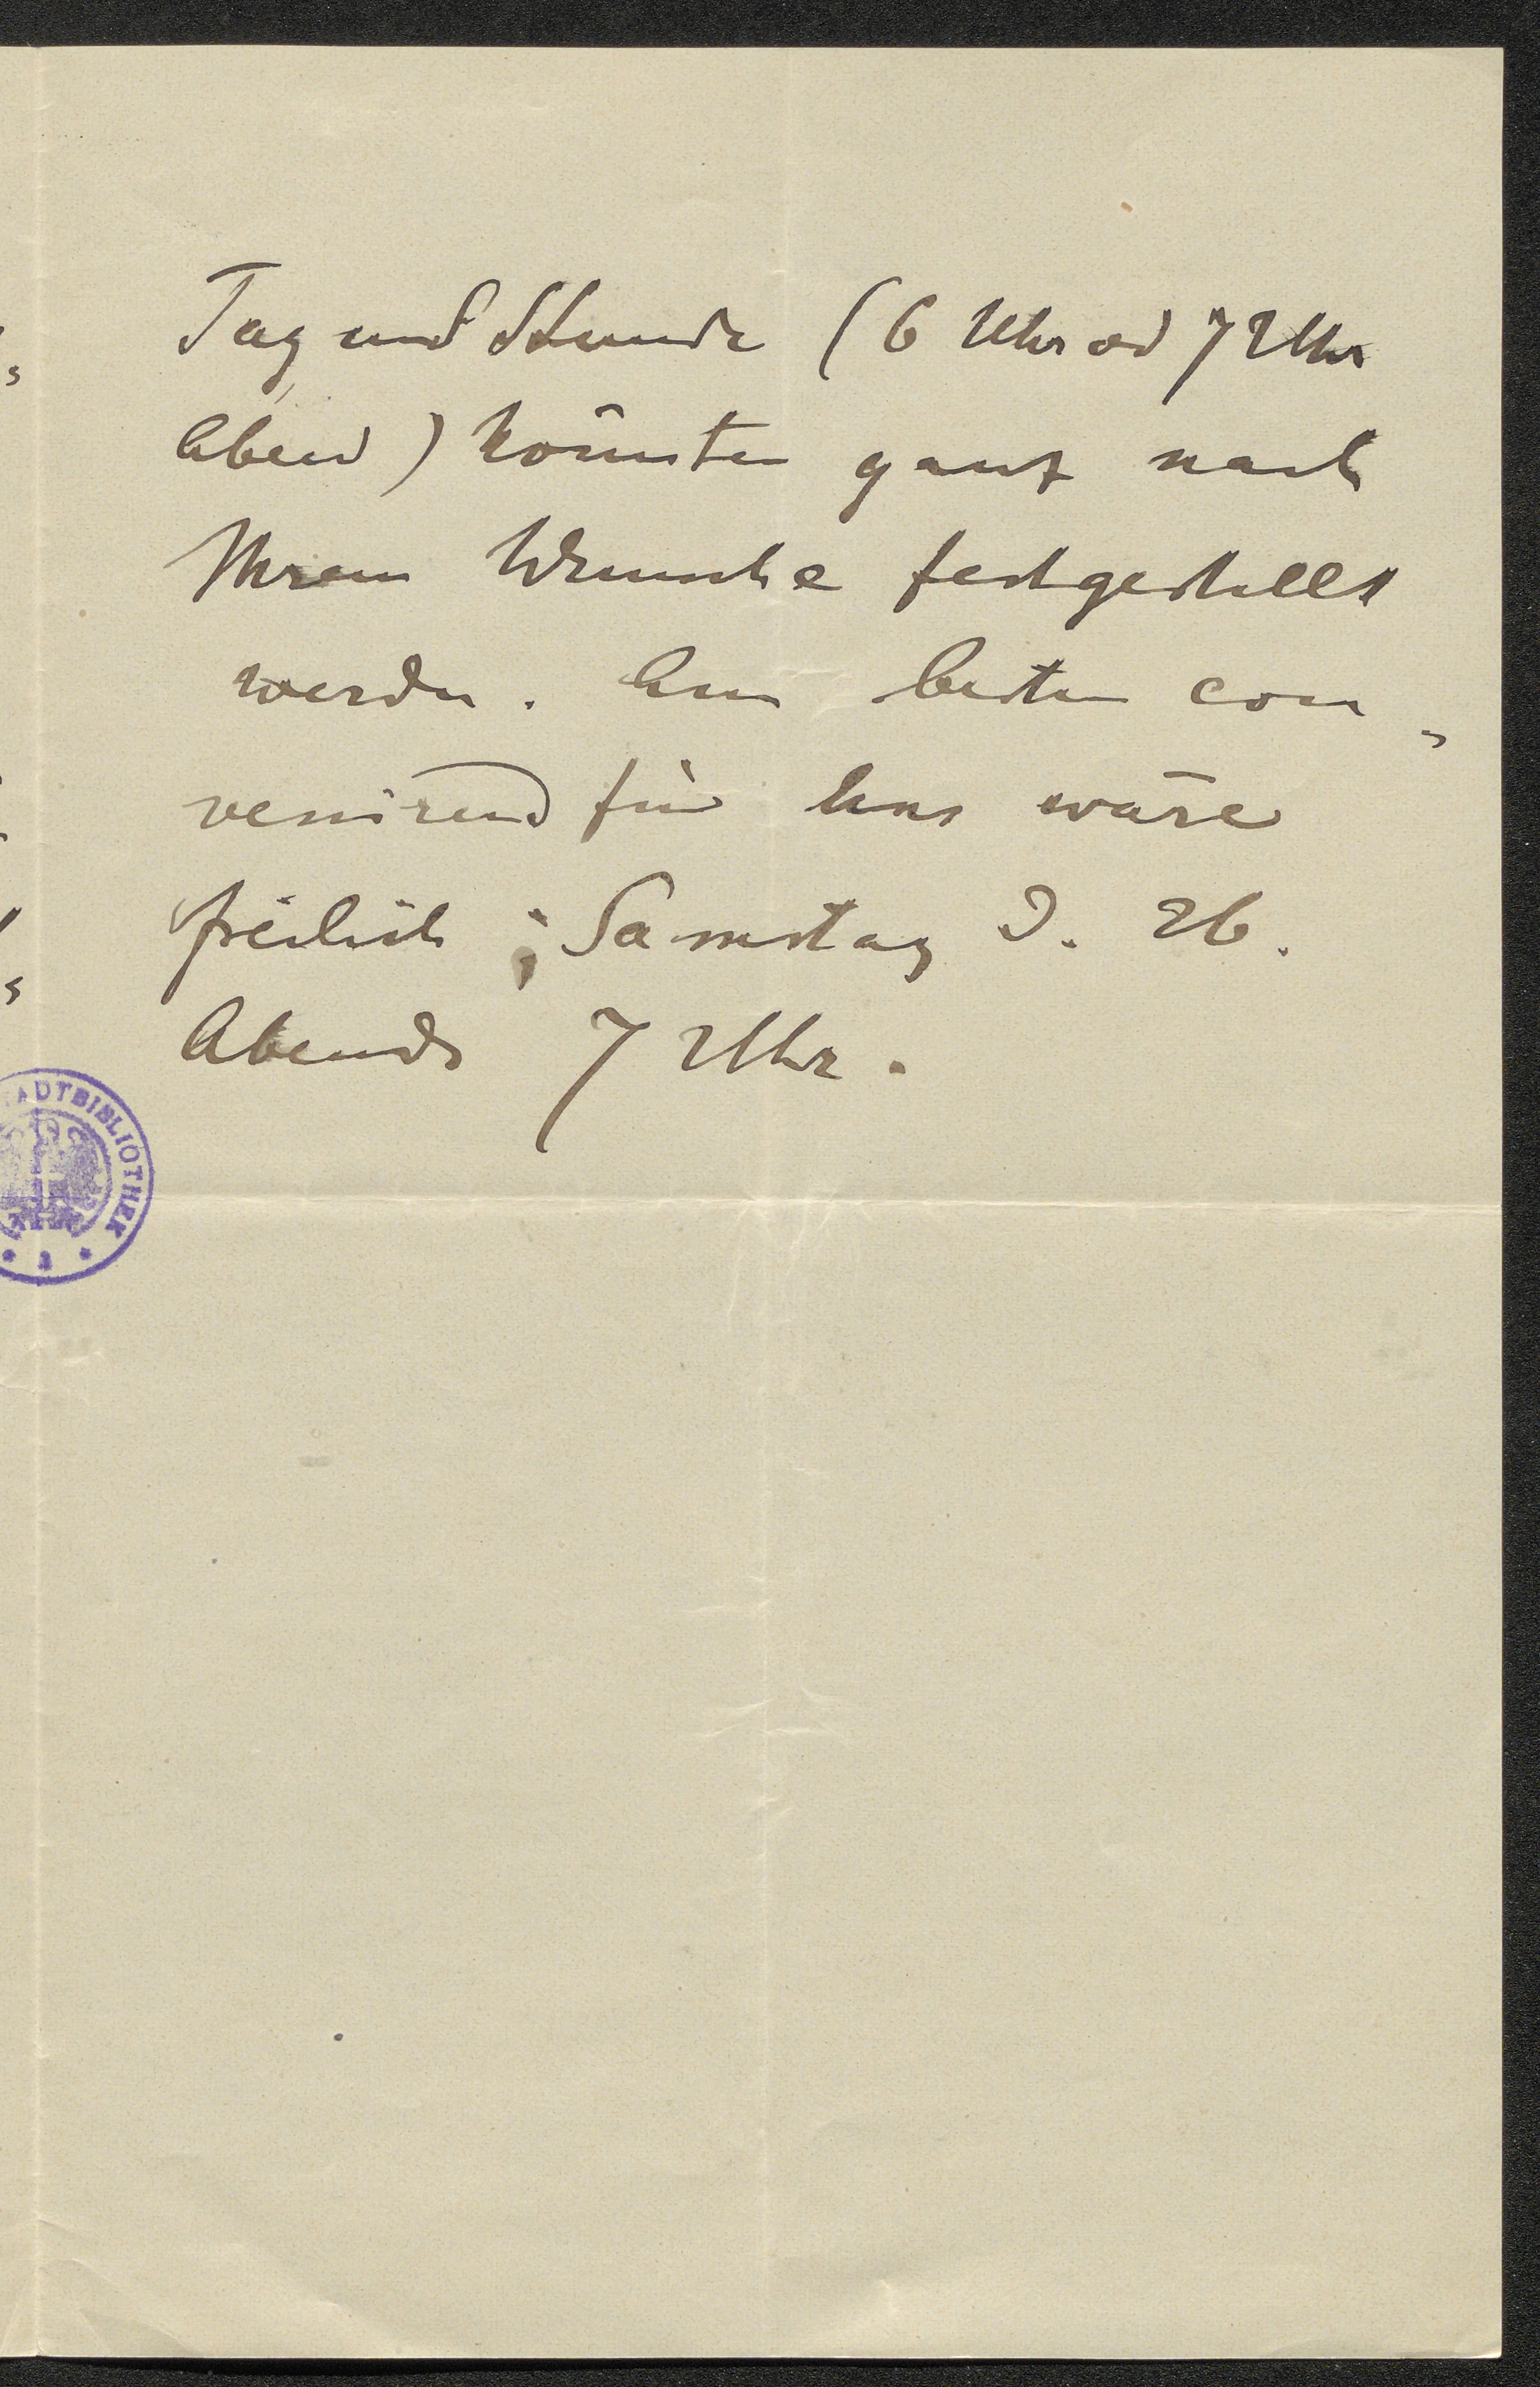 Tag und Stunde (6 Uhr od 7 Uhr
Abend) könnten ganz nach
Ihrem Wunsche festgestellt
werden. Am besten con-
venirend für uns wäre
freilich; Samstag d. 26.
Abends 7 Uhr.
TADTBIBLIOTHEK